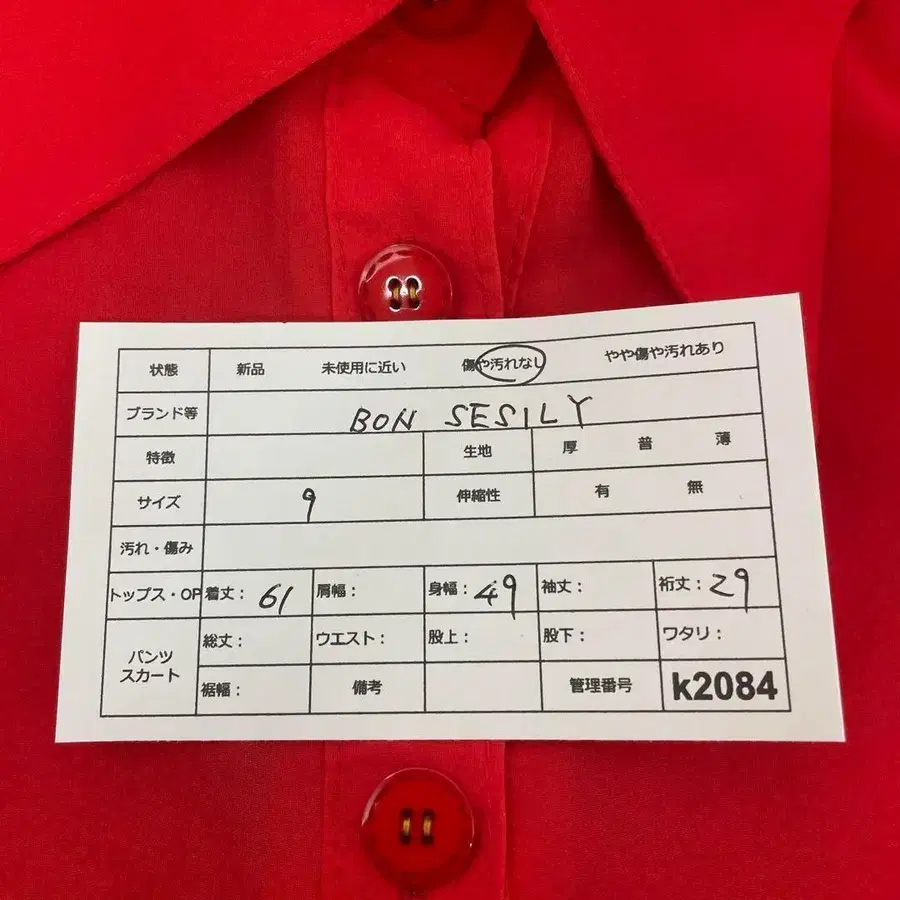 状態 新品 未使用に近い 傷や汚れなし やや傷や汚れあり
ブランド等 BON SESILY
特徴 生地 厚 普 薄
サイズ 9 伸縮性 有 無
汚れ・傷み
トップス・OP 着丈: 61 肩幅: 身幅: 49 袖丈: 裄丈: 29
パンツ スカート 総丈: ウエスト: 股上: 股下: ワタリ:
裾幅: 備考 管理番号 k2084